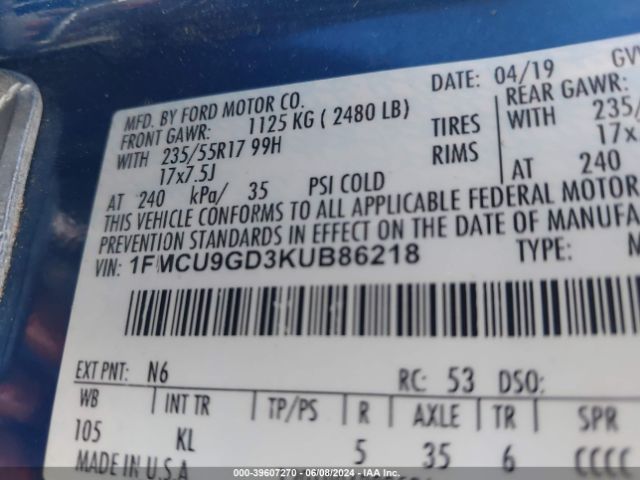 DATE: 04/19
MFD. BY FORD MOTOR CO.
FRONT GAWR: 1125 KG ( 2480 LB)
REAR GAWR:
WITH 235/55R17 99H TIRES
WITH
17x7.5J RIMS
AT 240 kPa/ 35 PSI COLD
AT 240
THIS VEHICLE CONFORMS TO ALL APPLICABLE FEDERAL MOTOR
PREVENTION STANDARDS IN EFFECT ON THE DATE OF MANUFA
VIN: 1FMCU9GD3KUB86218 TYPE:
EXT PNT: N6 RC: 53 DSO:
WB INT TR TP/PS R AXLE TR SPR
105 KL 5 35 6 CCCC
MADE IN U.S.A
000-39607270 - 06/08/2024 - IAA Inc.